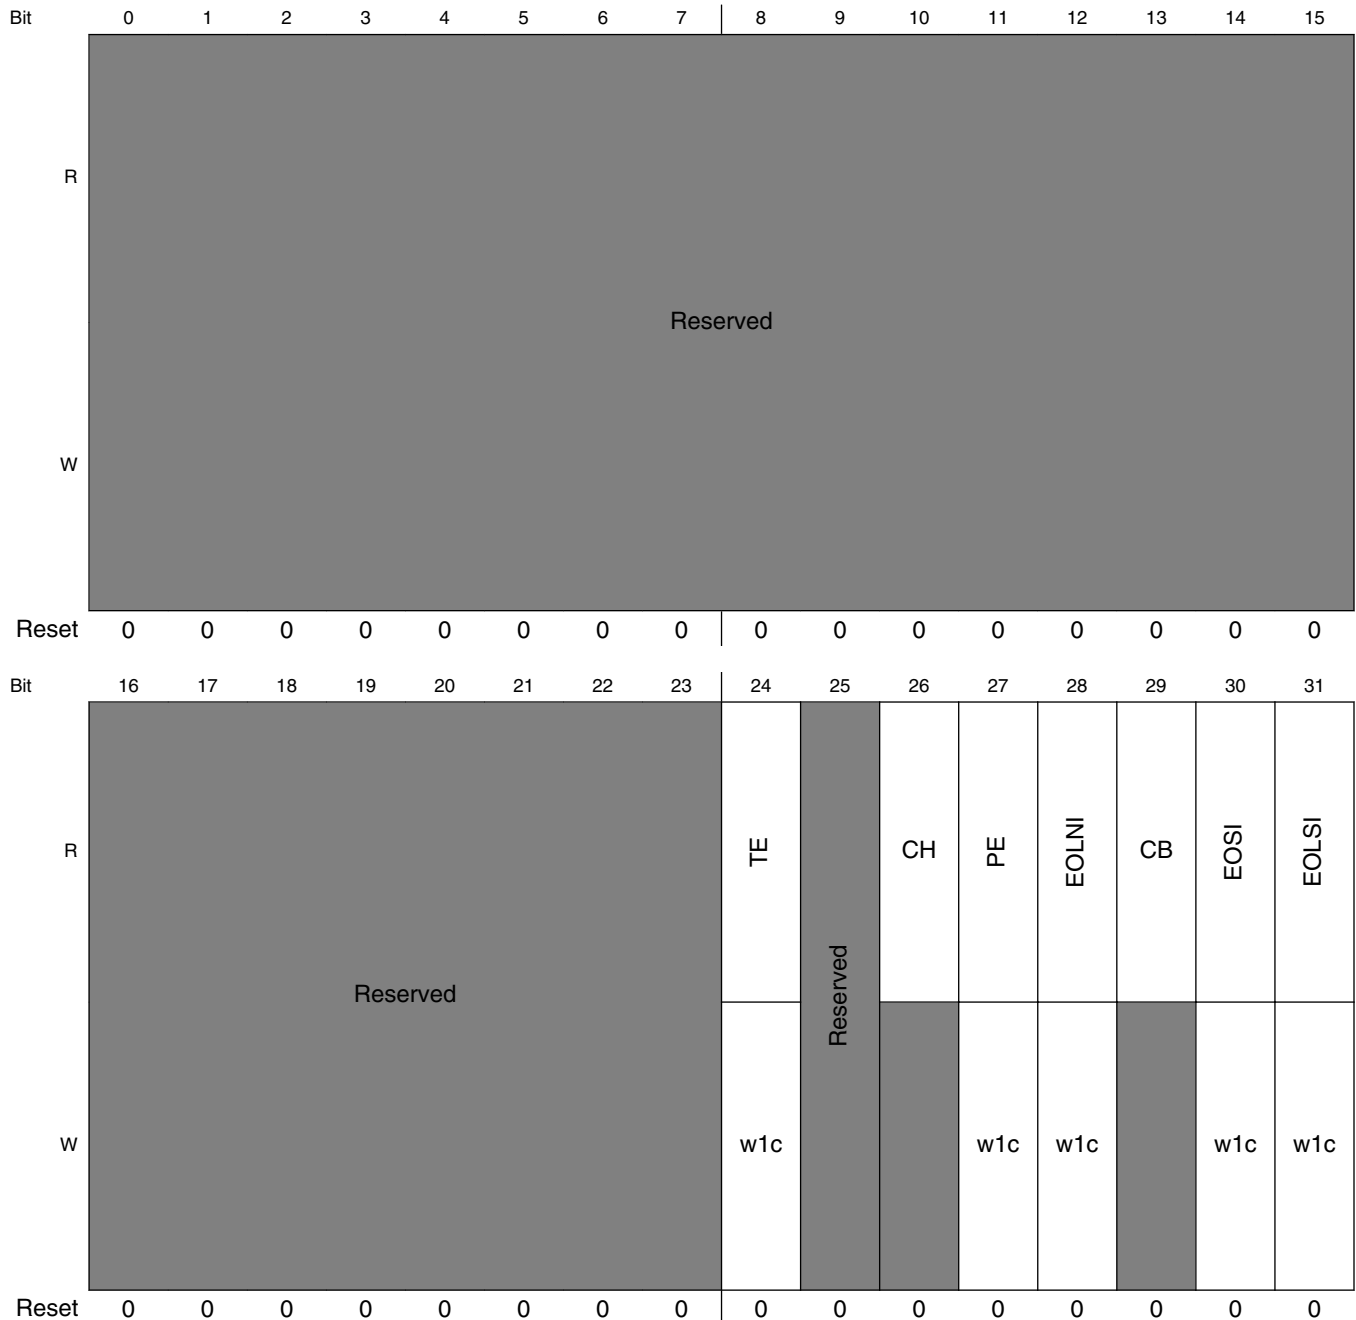 Bit 0 1 2 3 4 5 6 7 8 9 10 11 12 13 14 15
R
Reserved
W
Reset 0 0 0 0 0 0 0 0 0 0 0 0 0 0 0 0
Bit 16 17 18 19 20 21 22 23 24 25 26 27 28 29 30 31
R TE CH PE EOLNI CB EOSI EOLSI
Reserved Reserved
W w1c w1c w1c w1c w1c
Reset 0 0 0 0 0 0 0 0 0 0 0 0 0 0 0 0